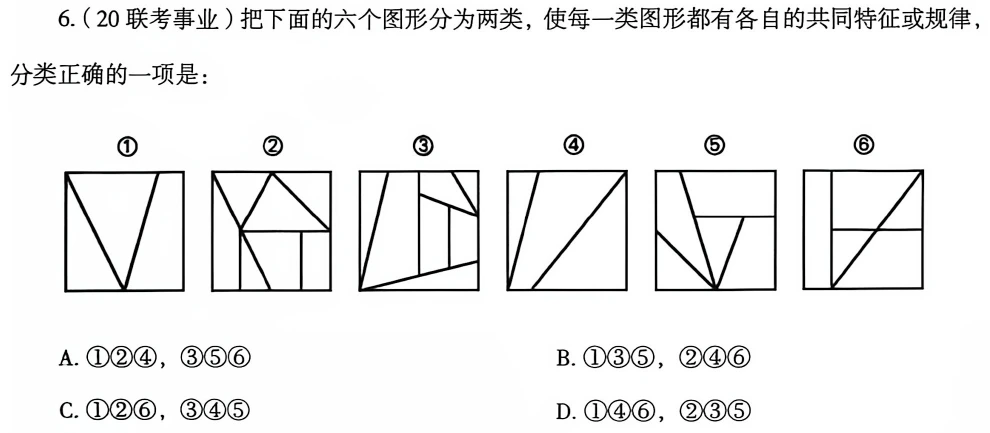 6.(20联考事业)把下面的六个图形分为两类，使每一类图形都有各自的共同特征或规律，
分类正确的一项是：
① ② ③ ④ ⑤ ⑥
A. ①②④，③⑤⑥ B. ①③⑤，②④⑥
C. ①②⑥，③④⑤ D. ①④⑥，②③⑤